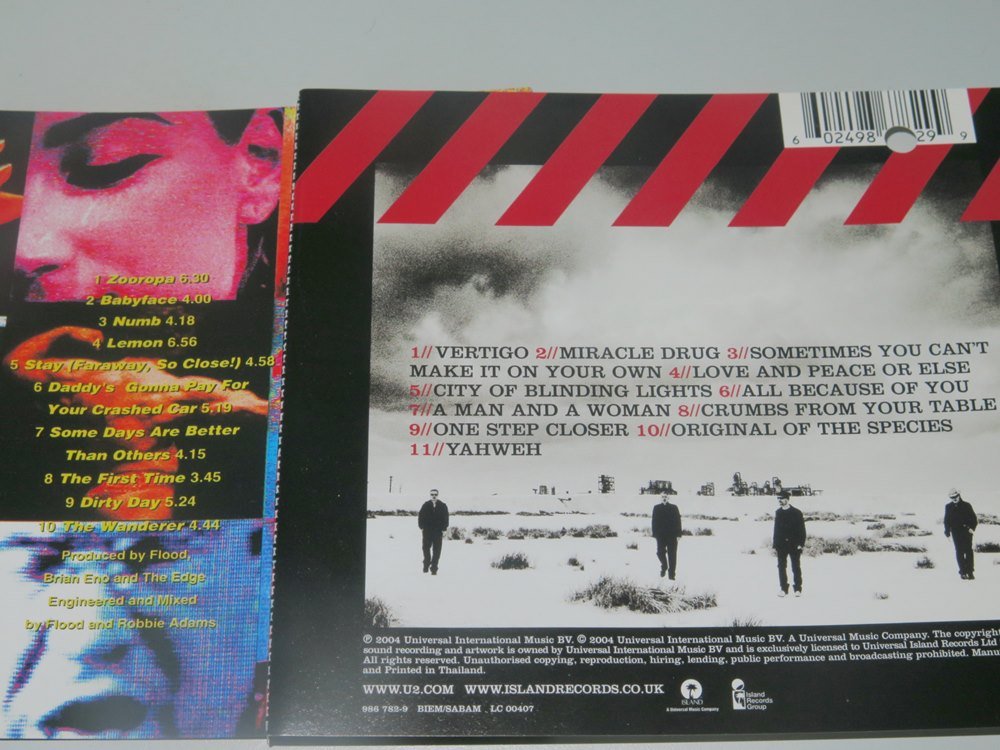 1 Zooropa 6.30
2 Babyface 4.00
3 Numb 4.18
4 Lemon 6.56
5 Stay (Faraway, So Close!) 4.58
6 Daddy's Gonna Pay For
Your Crashed Car 5.19
7 Some Days Are Better
Than Others 4.15
8 The First Time 3.45
9 Dirty Day 5.24
10 The Wanderer 4.44
Produced by Flood,
Brian Eno and The Edge
Engineered and Mixed
by Flood and Robbie Adams
6 02498 29 9
1//VERTIGO 2//MIRACLE DRUG 3//SOMETIMES YOU CAN'T
MAKE IT ON YOUR OWN 4//LOVE AND PEACE OR ELSE
5//CITY OF BLINDING LIGHTS 6//ALL BECAUSE OF YOU
7//A MAN AND A WOMAN 8//CRUMBS FROM YOUR TABLE
9//ONE STEP CLOSER 10//ORIGINAL OF THE SPECIES
11//YAHWEH
℗ 2004 Universal International Music BV. © 2004 Universal International Music BV. A Universal Music Company. The copyright
sound recording and artwork is owned by Universal International Music BV and is exclusively licensed to Universal Island Records Ltd
All rights reserved. Unauthorised copying, reproduction, hiring, lending, public performance and broadcasting prohibited. Manu
and Printed in Thailand.
WWW.U2.COM WWW.ISLANDRECORDS.CO.UK
ISLAND
A Universal Music Company
Island
Records
Group
986 782-9 BIEM/SABAM LC 00407